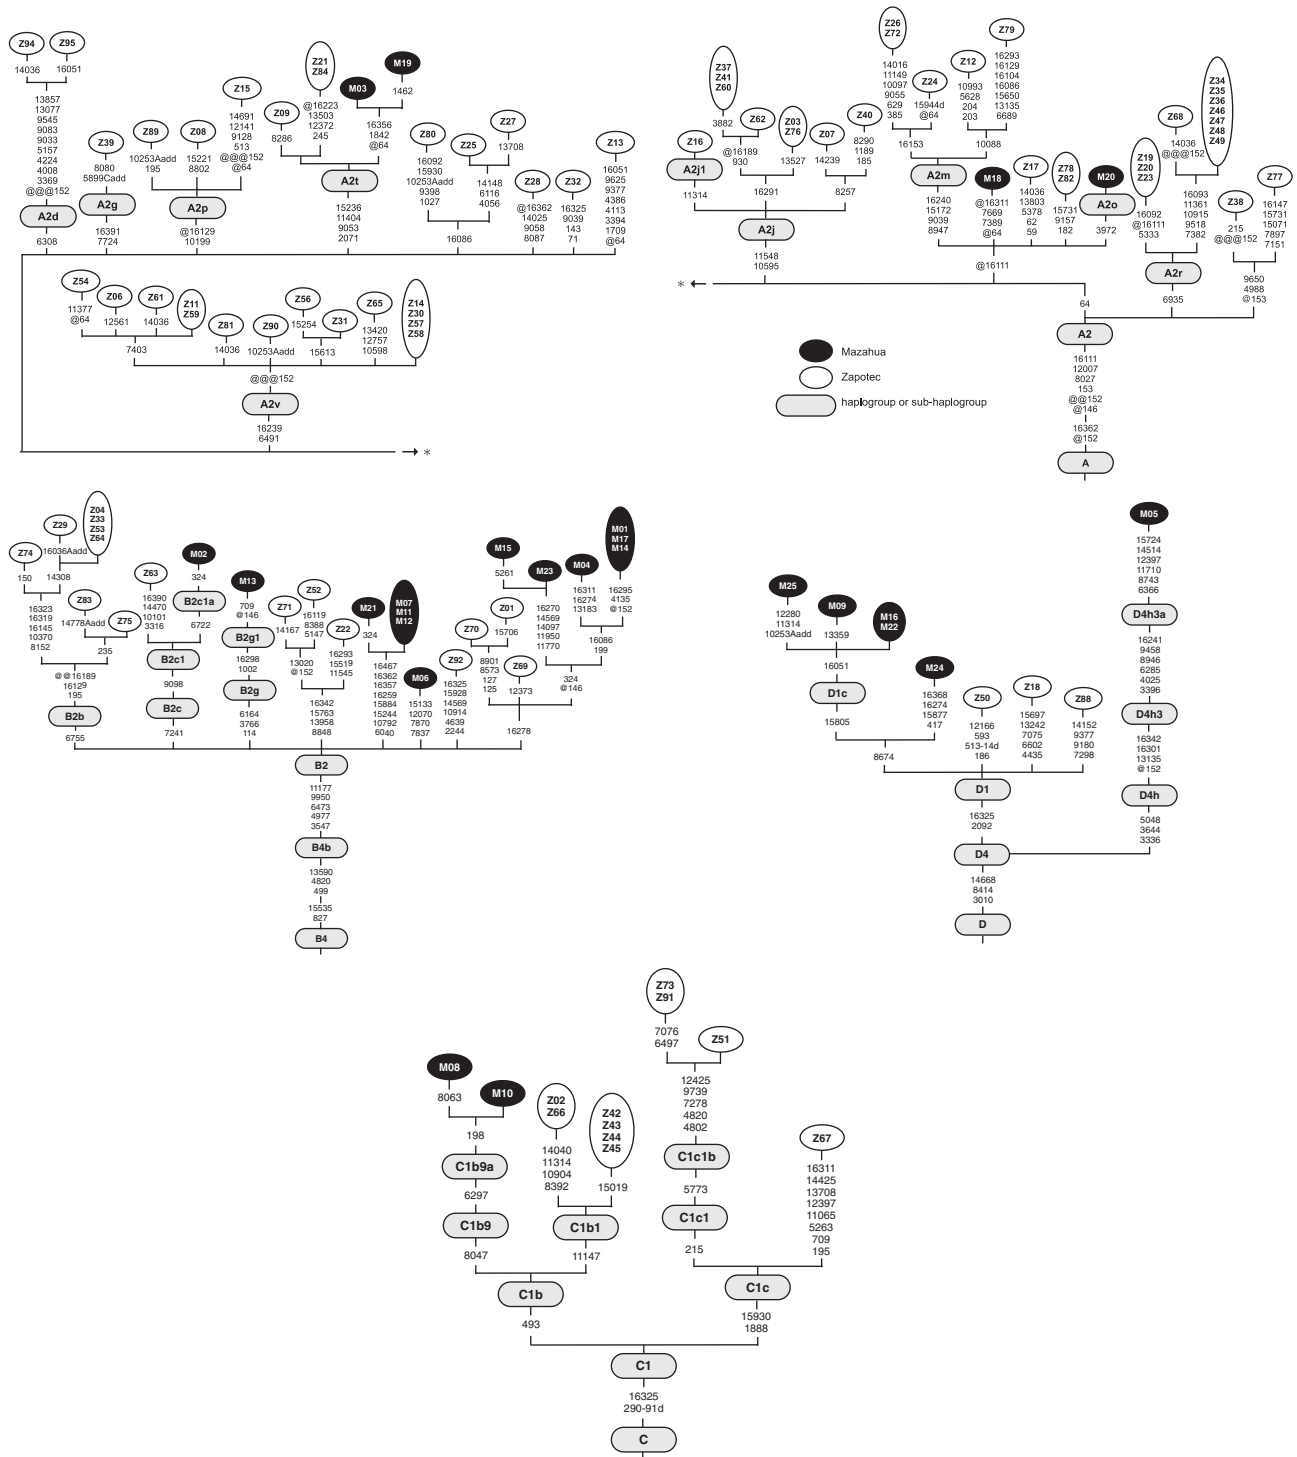 Z94
14036
Z95
16051
13857
13077
9545
9083
9033
5157
4224
4008
3369
@@@152
A2d
6308
Z39
8080
5899Cadd
A2g
16391
7724
Z89
10253Aadd
195
Z08
15221
8802
Z15
14691
12141
9128
513
@@@152
@64
A2p
@16129
10199
Z09
8286
Z21
Z84
@16223
13503
12372
245
M03
M19
1462
16356
1842
@64
A2t
15236
11404
9053
2071
Z80
16092
15930
10253Aadd
9398
1027
Z25
Z27
13708
14148
6116
4056
16086
Z28
@16362
14025
9058
8087
Z32
16325
9039
143
71
Z13
16051
9625
9377
4386
4113
3394
1709
@64
Z54
11377
@64
Z06
12561
Z61
14036
Z11
Z59
7403
Z81
14036
Z90
10253Aadd
Z56
15254
Z31
15613
Z65
13420
12757
10598
Z14
Z30
Z57
Z58
@@@152
A2v
16239
6491
*
Z16
A2j1
11314
Z37
Z41
Z60
3882
Z62
@16189
930
Z03
Z76
13527
16291
Z07
14239
Z40
8290
1189
185
8257
A2j
11548
10595
*
Z26
Z72
14016
11149
10097
9055
629
385
Z24
15944d
@64
16153
Z12
10993
5628
204
203
Z79
16293
16129
16104
16086
15650
13135
6689
10088
A2m
16240
15172
9039
8947
M18
@16311
7669
7389
@64
Z17
14036
13803
5378
62
59
Z78
Z82
15731
9157
182
M20
A2o
3972
@16111
64
Z19
Z20
Z23
16092
@16111
5333
Z68
14036
@@@152
Z34
Z35
Z36
Z46
Z47
Z48
Z49
16093
11361
10915
9518
7382
A2r
6935
Z38
215
@@@152
Z77
16147
15731
15071
7897
7151
9650
4988
@153
A2
16111
12007
8027
153
@@152
@146
16362
@152
A
Mazahua
Zapotec
haplogroup or sub-haplogroup
Z74
150
Z29
16036Aadd
Z04
Z33
Z53
Z64
14308
16323
16319
16145
10370
8152
Z83
14778Aadd
Z75
235
@@16189
16129
195
B2b
6755
Z63
16390
14470
10101
3316
M02
324
B2c1a
6722
B2c1
9098
B2c
7241
M13
709
@146
B2g1
16298
1002
B2g
6164
3766
114
Z71
14167
Z52
16119
8388
5147
13020
@152
Z22
16293
15519
11545
16342
15763
13958
8848
M21
324
M07
M11
M12
16467
16362
16357
16259
15884
15244
10792
6040
M06
15133
12070
7870
7837
Z92
16325
15928
14569
10914
4639
2244
Z70
Z01
15706
8901
8573
127
125
M15
5261
M23
16270
14569
14097
11950
11770
M04
16311
16274
13183
M01
M17
M14
16295
4135
@152
16086
199
324
@146
Z69
12373
16278
B2
11177
9950
6473
4977
3547
B4b
13590
4820
499
15535
827
B4
M25
12280
11314
10253Aadd
M09
13359
M16
M22
16051
D1c
15805
M24
16368
16274
15877
417
8674
Z50
12166
593
513-14d
186
Z18
15697
13242
7075
6602
4435
Z88
14152
9377
9180
7298
D1
16325
2092
D4
14668
8414
3010
D
M05
15724
14514
12397
11710
8743
6366
D4h3a
16241
9458
8946
6285
4025
3396
D4h3
16342
16301
13135
@152
D4h
5048
3644
3336
M08
8063
M10
198
C1b9a
6297
C1b9
8047
Z02
Z66
14040
11314
10904
8392
Z42
Z43
Z44
Z45
15019
C1b1
11147
C1b
493
Z73
Z91
7076
6497
Z51
12425
9739
7278
4820
4802
C1c1b
5773
C1c1
215
Z67
16311
14425
13708
12397
11065
5263
709
195
C1c
15930
1888
C1
16325
290-91d
C